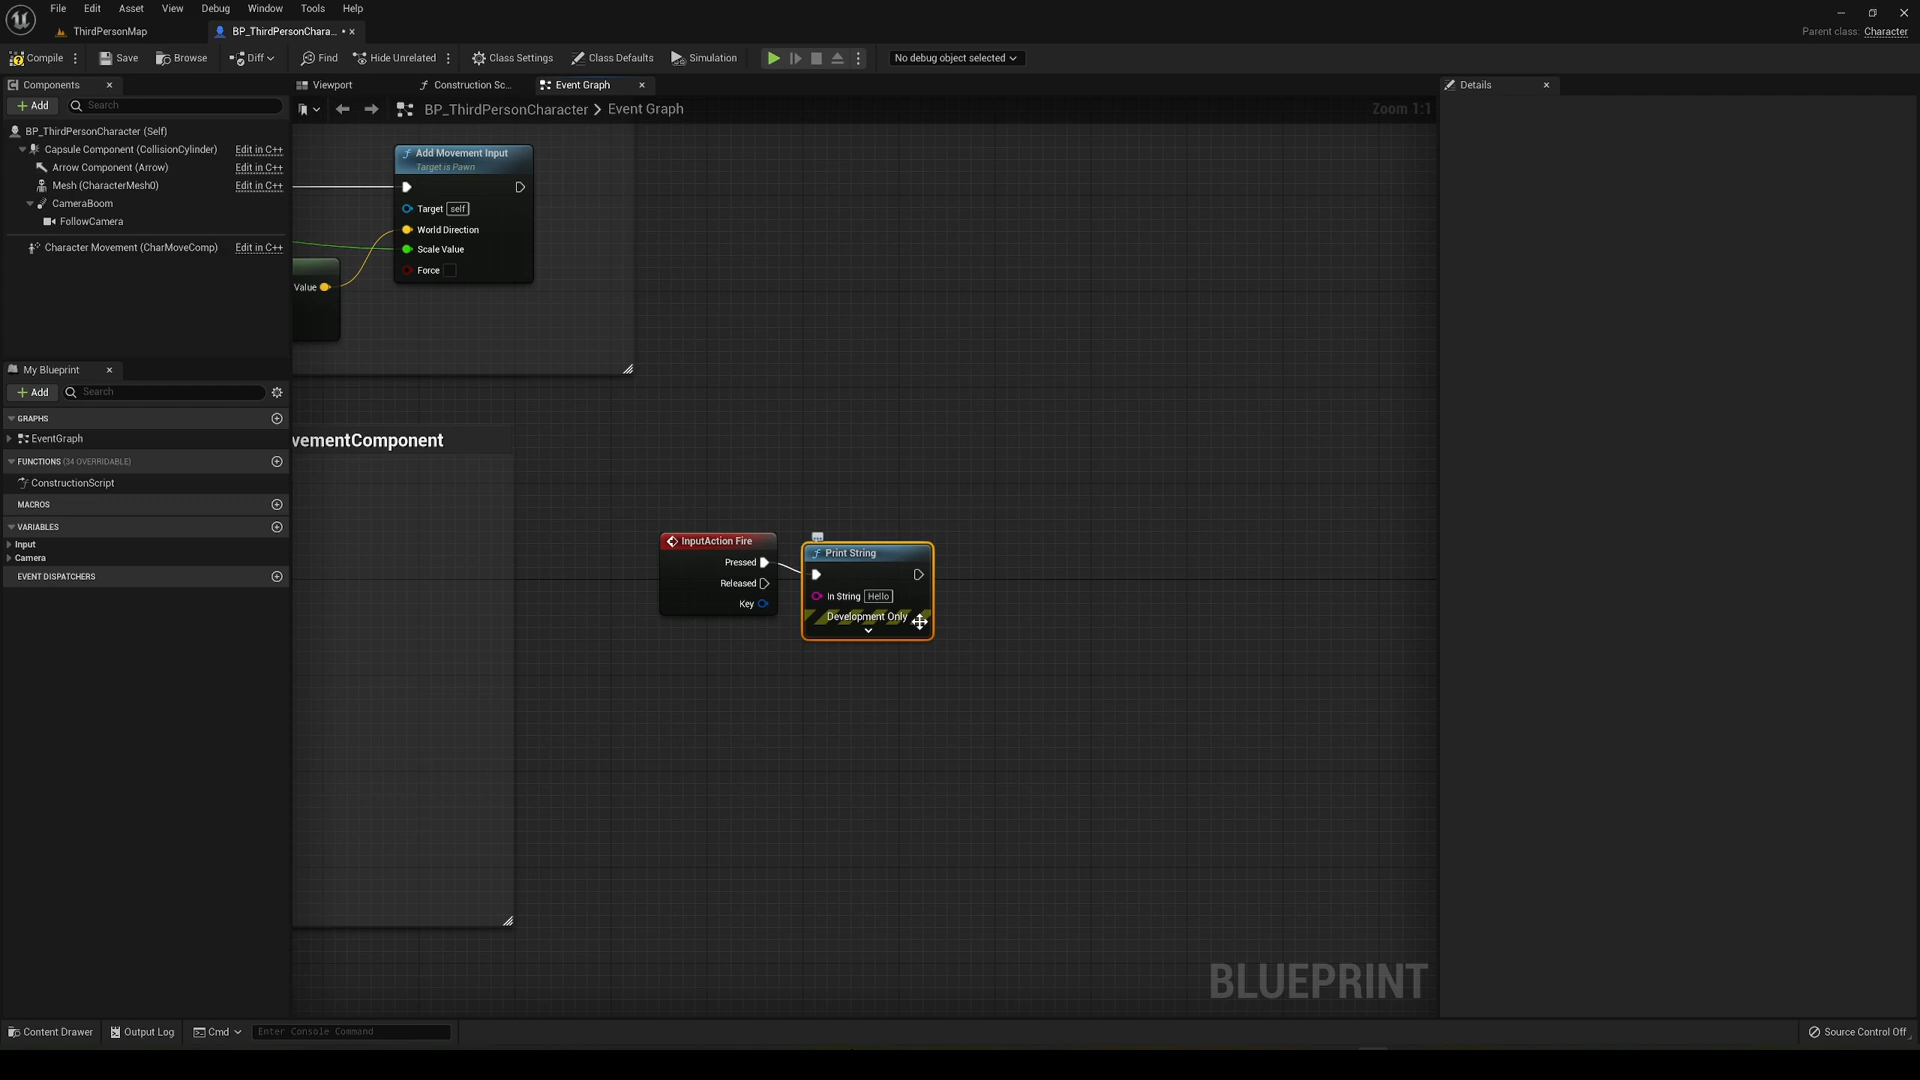 File Edit Asset View Debug Window Tools Help
ThirdPersonMap
BP_ThirdPersonChara...
Parent class: Character
Compile Save Browse Diff Find Hide Unrelated Class Settings Class Defaults Simulation No debug object selected
Components
Add Search
BP_ThirdPersonCharacter (Self)
Capsule Component (CollisionCylinder) Edit in C++
Arrow Component (Arrow) Edit in C++
Mesh (CharacterMesh0) Edit in C++
CameraBoom
FollowCamera
Character Movement (CharMoveComp) Edit in C++
My Blueprint
Add Search
GRAPHS
EventGraph
FUNCTIONS (34 OVERRIDABLE)
ConstructionScript
MACROS
VARIABLES
Input
Camera
EVENT DISPATCHERS
Viewport
Construction Sc...
Event Graph
BP_ThirdPersonCharacter > Event Graph
Zoom 1:1
Add Movement Input
Target is Pawn
Target self
World Direction
Scale Value
Force
Value
vementComponent
InputAction Fire
Pressed
Released
Key
Print String
In String Hello
Development Only
BLUEPRINT
Details
Content Drawer Output Log Cmd Enter Console Command
Source Control Off